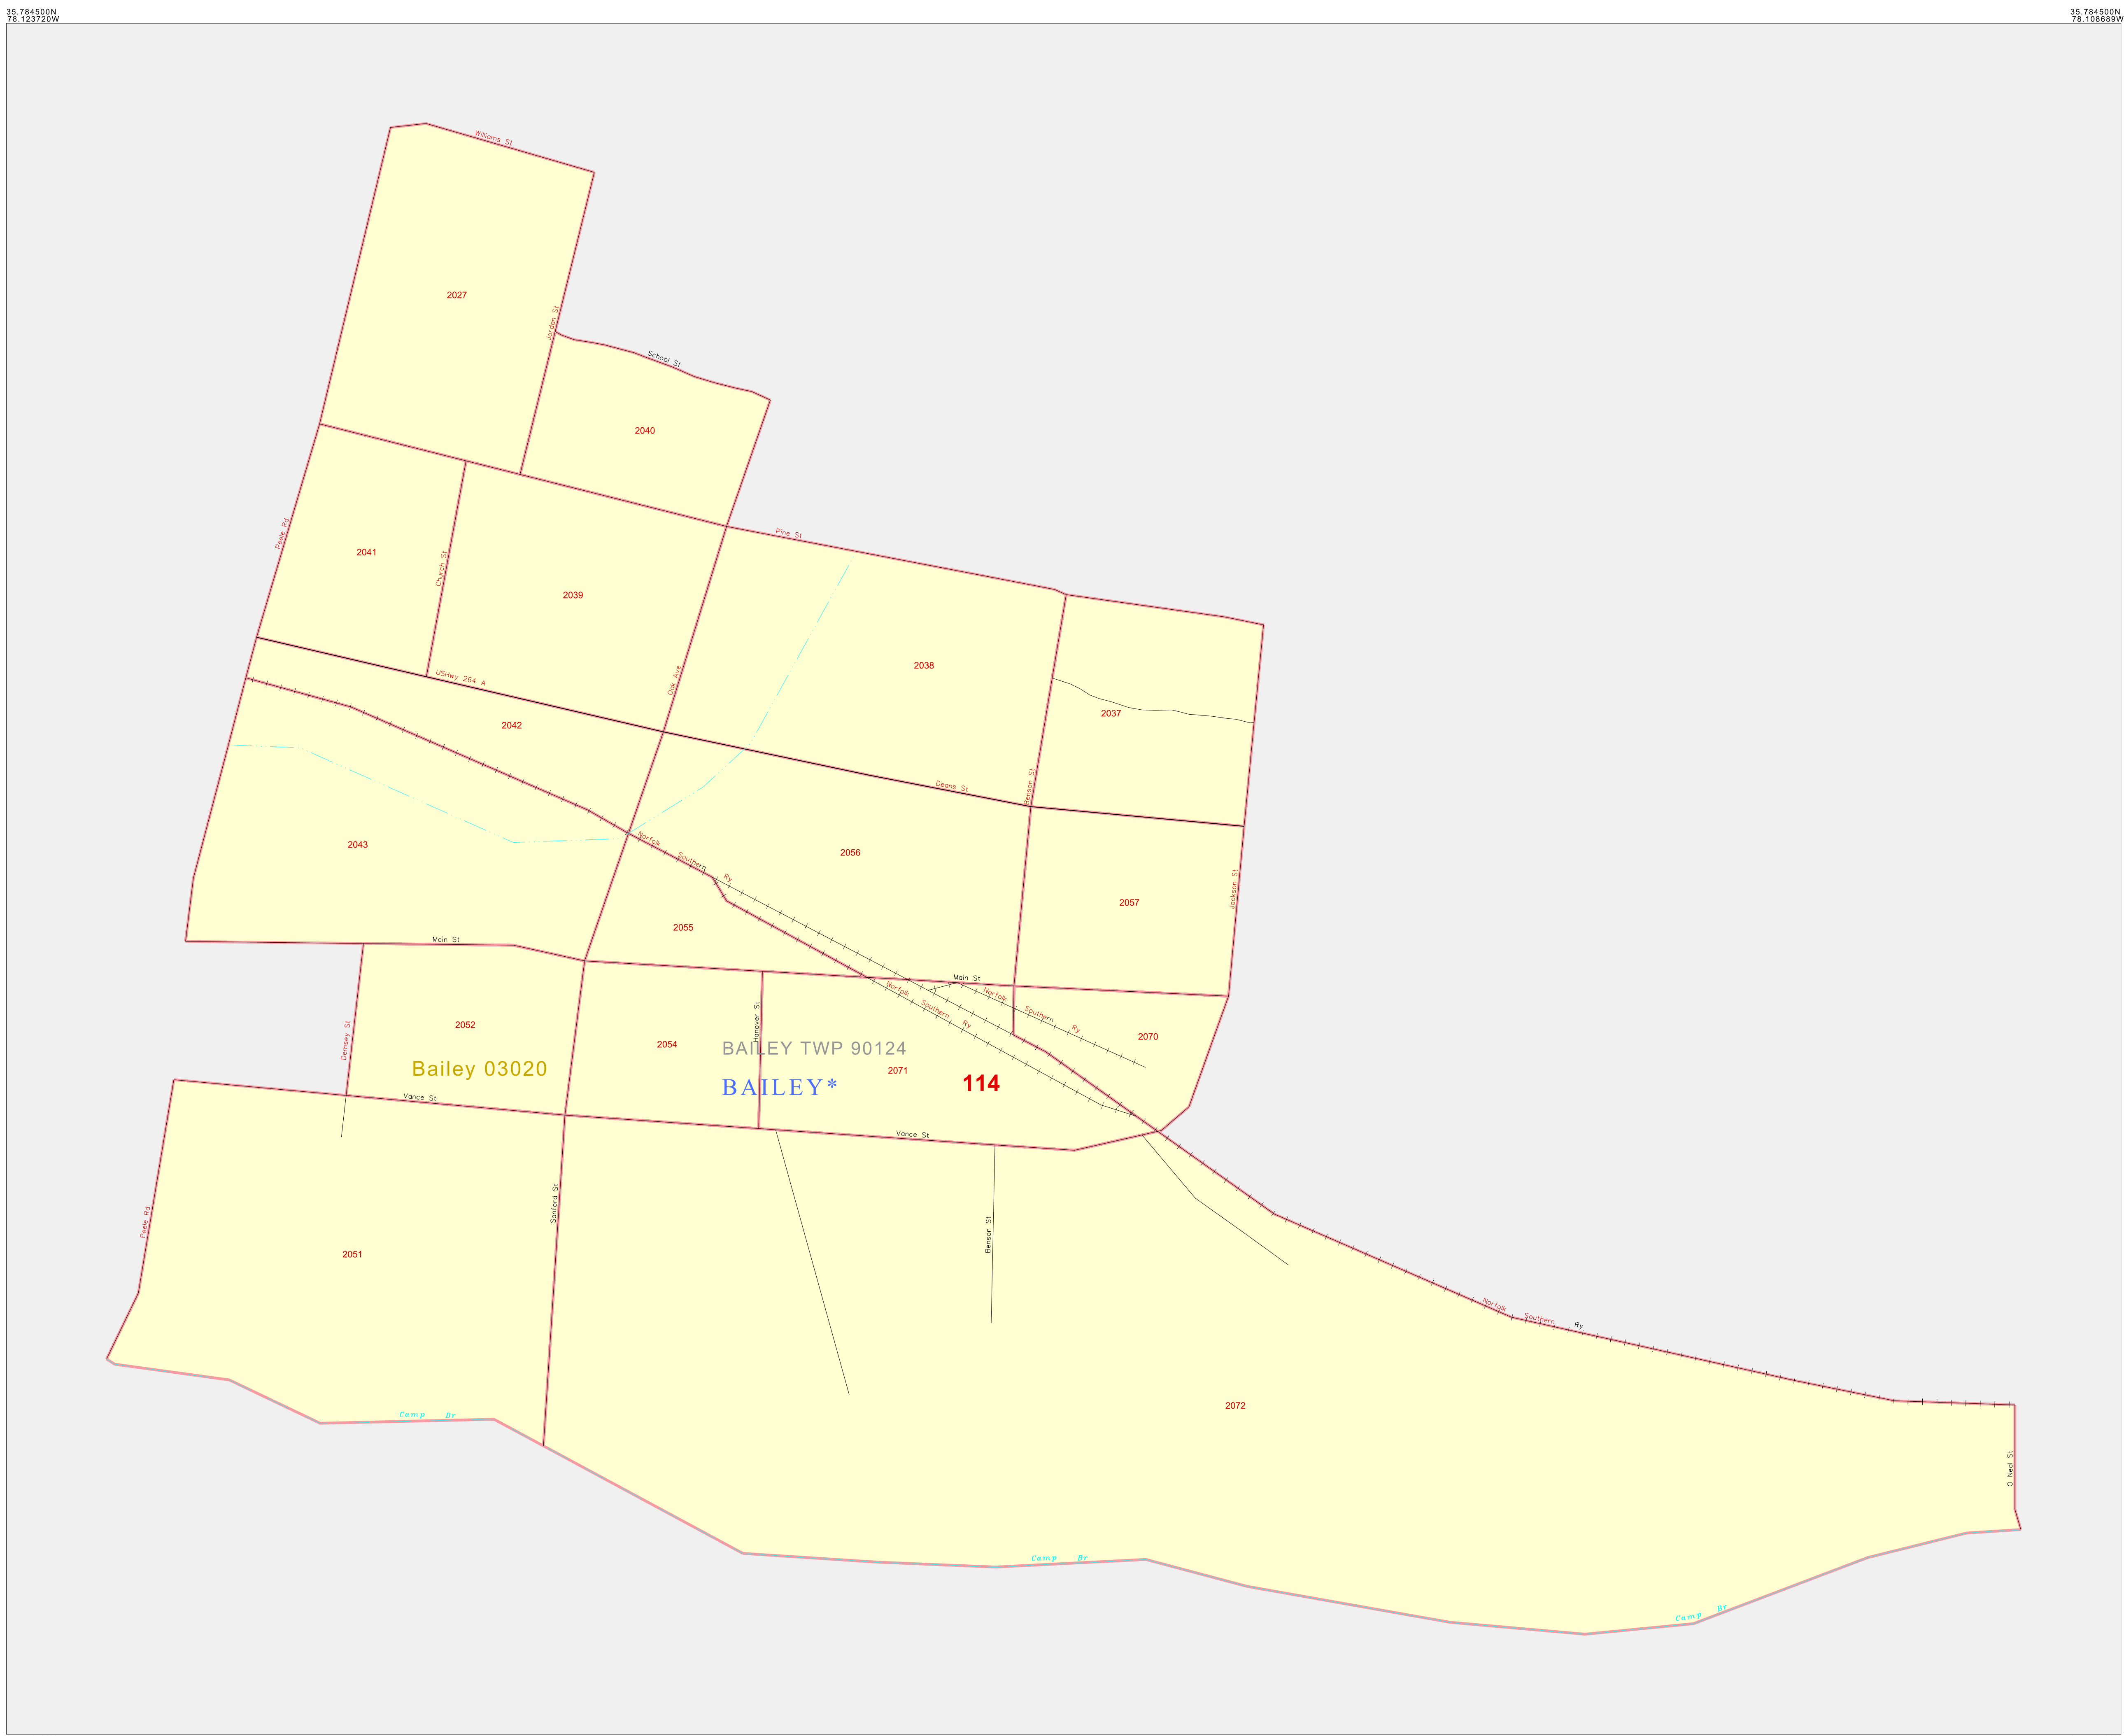 35.784500N
78.123720W
35.784500N
78.108689W
Williams St
2027
Jordan St
School St
2040
Peele Rd
Pine St
2041
Church St
2039
2038
Oak Ave
USHwy 264 A
2037
2042
Deans St
Benson St
2043
Norfolk Southern Ry
2056
2057
Jackson St
2055
Main St
Main St
Norfolk Southern Ry
Norfolk Southern Ry
Hanover St
Demsey St
2052
2054
2070
BAILEY TWP 90124
Bailey 03020
2071
BAILEY*
114
Vance St
Vance St
Sanford St
Peele Rd
Benson St
2051
Norfolk Southern Ry
2072
Camp Br
O Neal St
Camp Br
Camp Br